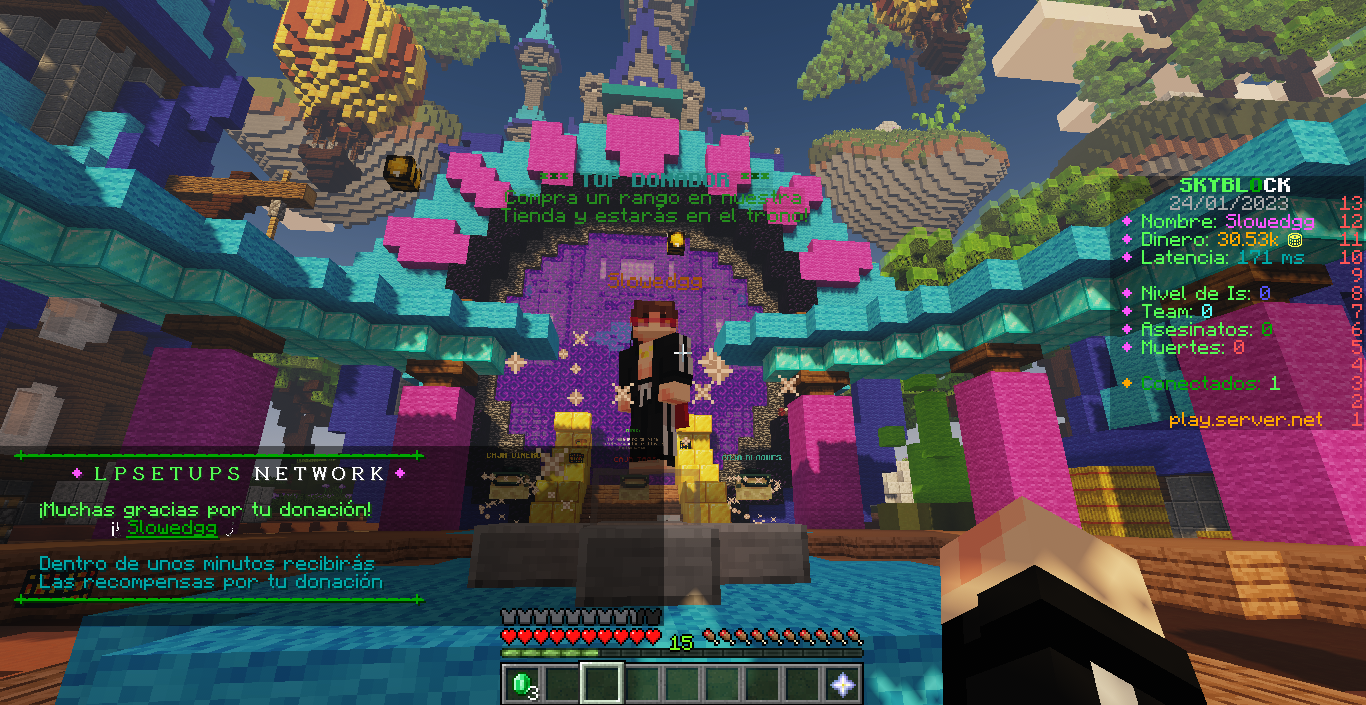 *** TOP DONADOR ***
Compra un rango en nuestra
Tienda y estarás en el trono!
Slowedgg
SKYBLOCK
24/01/2023 13
Nombre: Slowedgg 12
Dinero: 30.53k 11
Latencia: 171 ms 10
9
Nivel de Is: 0 8
Team: 0 7
Asesinatos: 0 6
Muertes: 0 5
4
Conectados: 1 3
2
play.server.net 1
CAJA DINERO
LPSETUPS NETWORK
¡Muchas gracias por tu donación!
Slowedgg
Dentro de unos minutos recibirás
Las recompensas por tu donación
15
3